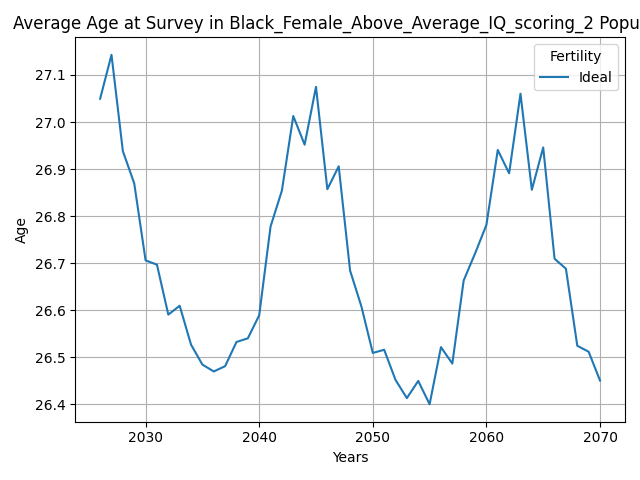 Average Age at Survey in Black_Female_Above_Average_IQ_scoring_2 Popu
Fertility
Ideal
27.1
27.0
26.9
26.8
26.7
26.6
26.5
26.4
Age
2030 2040 2050 2060 2070
Years